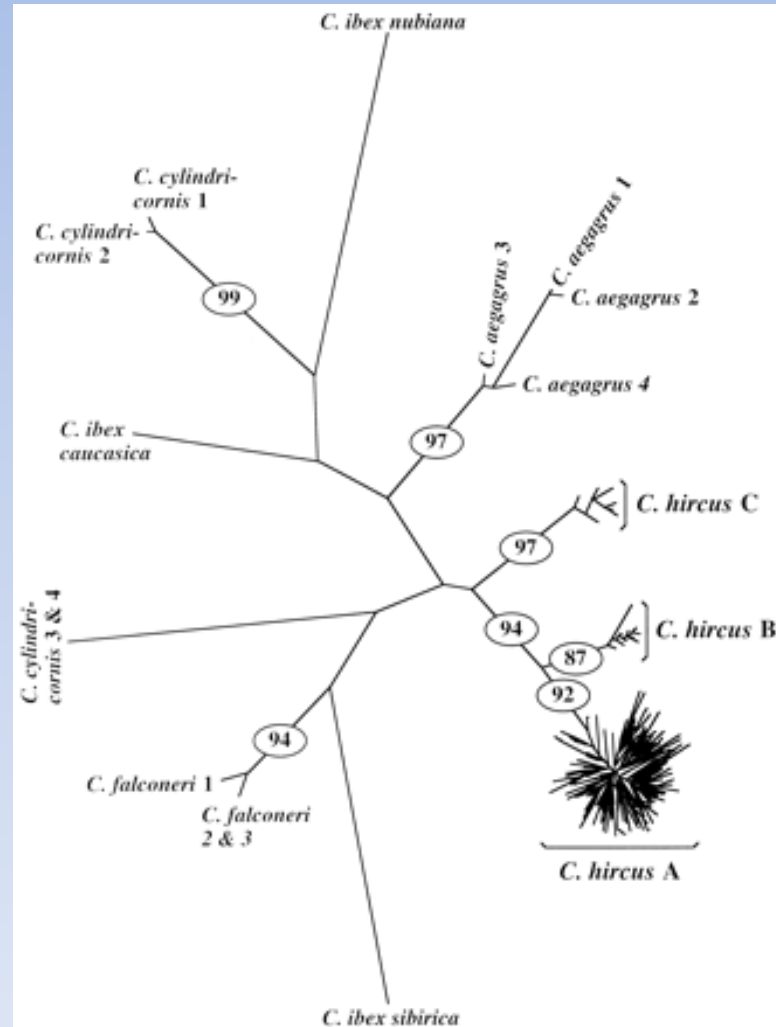 C. ibex nubiana
C. cylindri-
cornis 1
C. cylindri-
cornis 2
99
C. aegagrus 3
C. aegagrus 1
C. aegagrus 2
C. aegagrus 4
97
C. ibex
caucasica
C. hircus C
97
C. cylindri-
cornis 3 & 4
94
C. hircus B
87
92
94
C. falconeri 1
C. falconeri
2 & 3
C. hircus A
C. ibex sibirica